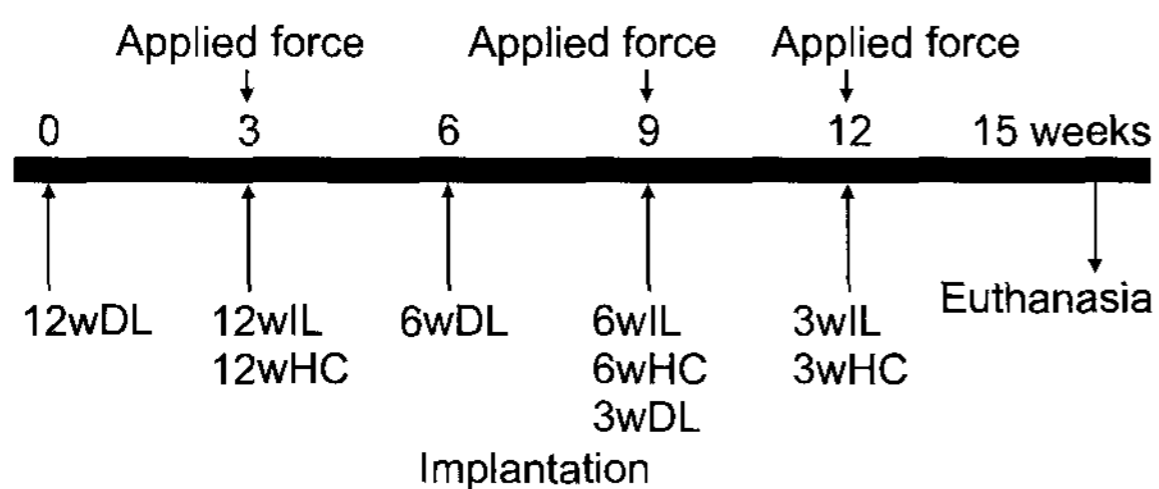 Applied force Applied force Applied force
0 3 6 9 12 15 weeks
12wDL 12wIL 6wDL 6wIL 3wIL Euthanasia
12wHC 6wHC 3wHC
3wDL
Implantation